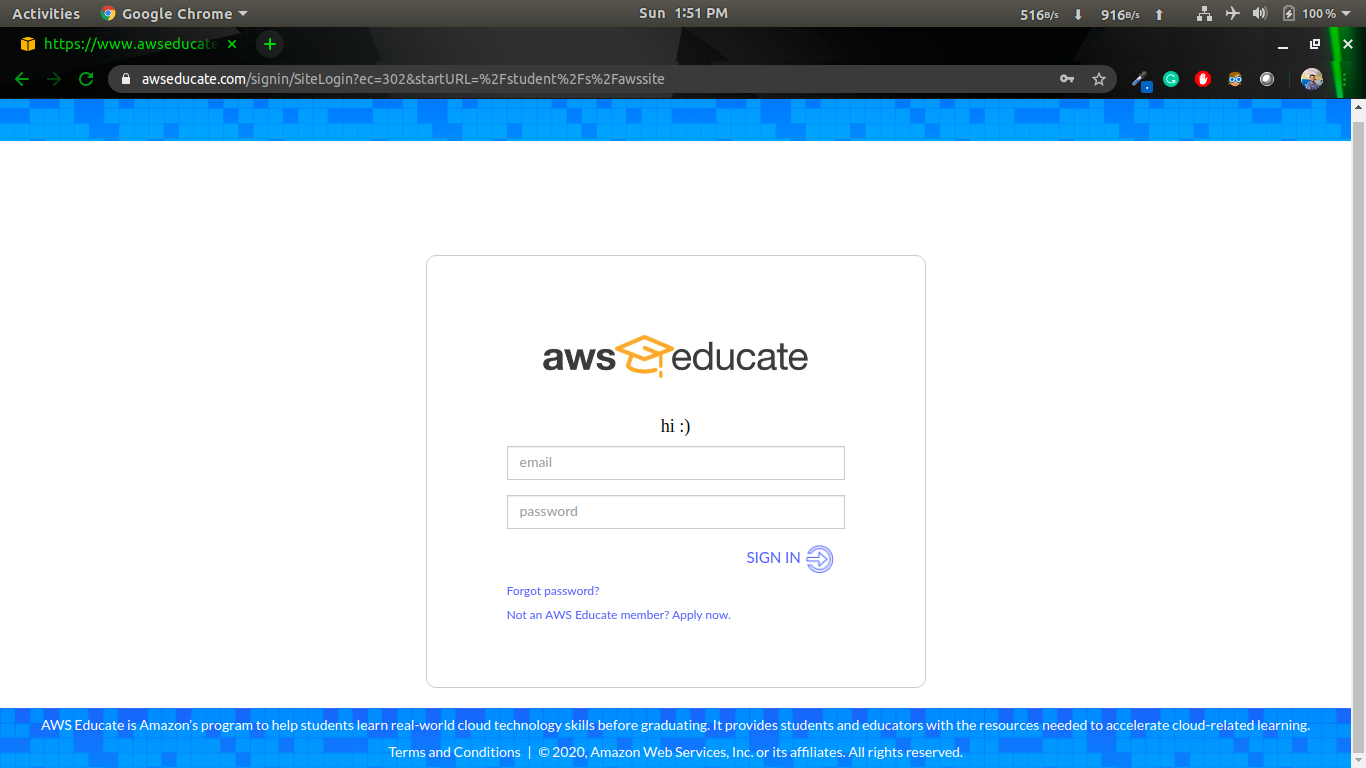 Activities Google Chrome Sun 1:51 PM 516B/s 916B/s 100 %
https://www.awseducate
awseducate.com/signin/SiteLogin?ec=302&startURL=%2Fstudent%2Fs%2Fawssite
aws educate
hi :)
email
password
SIGN IN
Forgot password?
Not an AWS Educate member? Apply now.
AWS Educate is Amazon's program to help students learn real-world cloud technology skills before graduating. It provides students and educators with the resources needed to accelerate cloud-related learning.
Terms and Conditions | © 2020, Amazon Web Services, Inc. or its affiliates. All rights reserved.